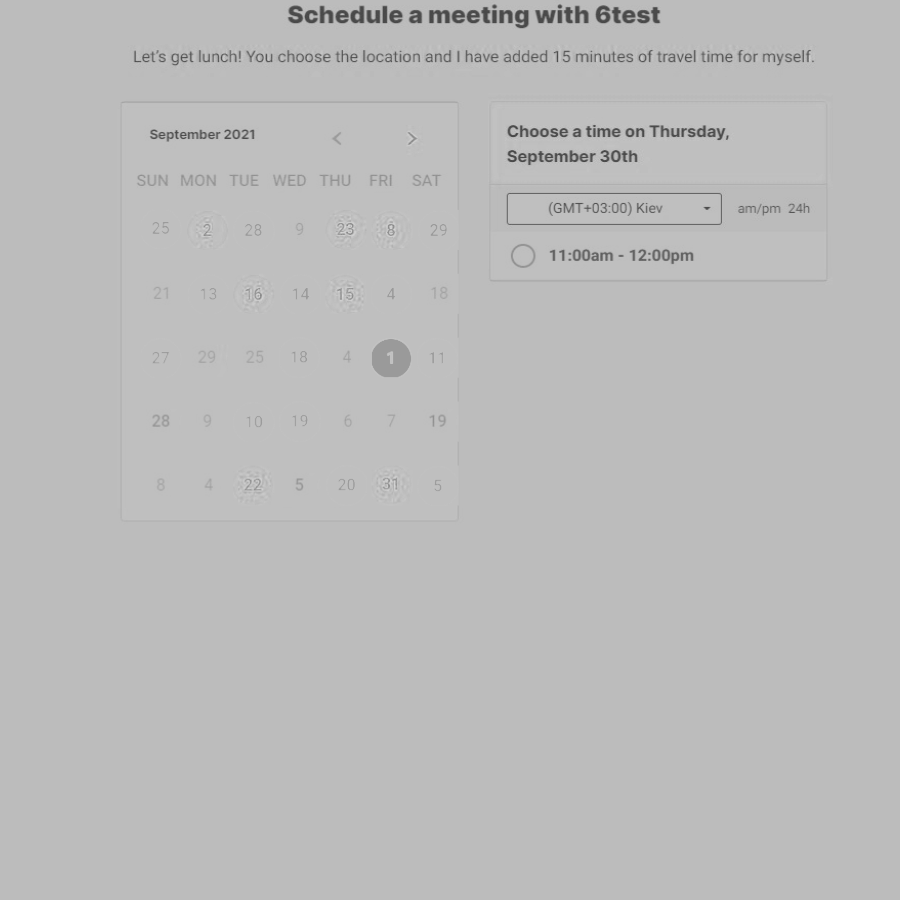 Schedule a meeting with 6test
Let's get lunch! You choose the location and I have added 15 minutes of travel time for myself.
September 2021
SUN MON TUE WED THU FRI SAT
25 2 28 9 23 8 29
21 13 16 14 15 4 18
27 29 25 18 4 1 11
28 9 10 19 6 7 19
8 4 22 5 20 31 5
Choose a time on Thursday,
September 30th
(GMT+03:00) Kiev am/pm 24h
11:00am - 12:00pm